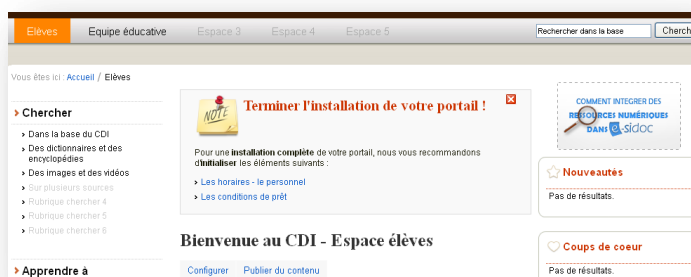 Elèves
Equipe éducative
Espace 3
Espace 4
Espace 5
Rechercher dans la base
Cherch
Vous êtes ici : Accueil / Elèves
Chercher
Dans la base du CDI
Des dictionnaires et des
encyclopédies
Des images et des vidéos
Sur plusieurs sources
Rubrique chercher 4
Rubrique chercher 5
Rubrique chercher 6
Apprendre à
NOTE
Terminer l'installation de votre portail !
Pour une installation complète de votre portail, nous vous recommandons
d'initialiser les éléments suivants :
Les horaires - le personnel
Les conditions de prêt
Bienvenue au CDI - Espace élèves
Configurer
Publier du contenu
COMMENT INTEGRER DES
RESSOURCES NUMÉRIQUES
DANS e-sidoc
Nouveautés
Pas de résultats.
Coups de coeur
Pas de résultats.